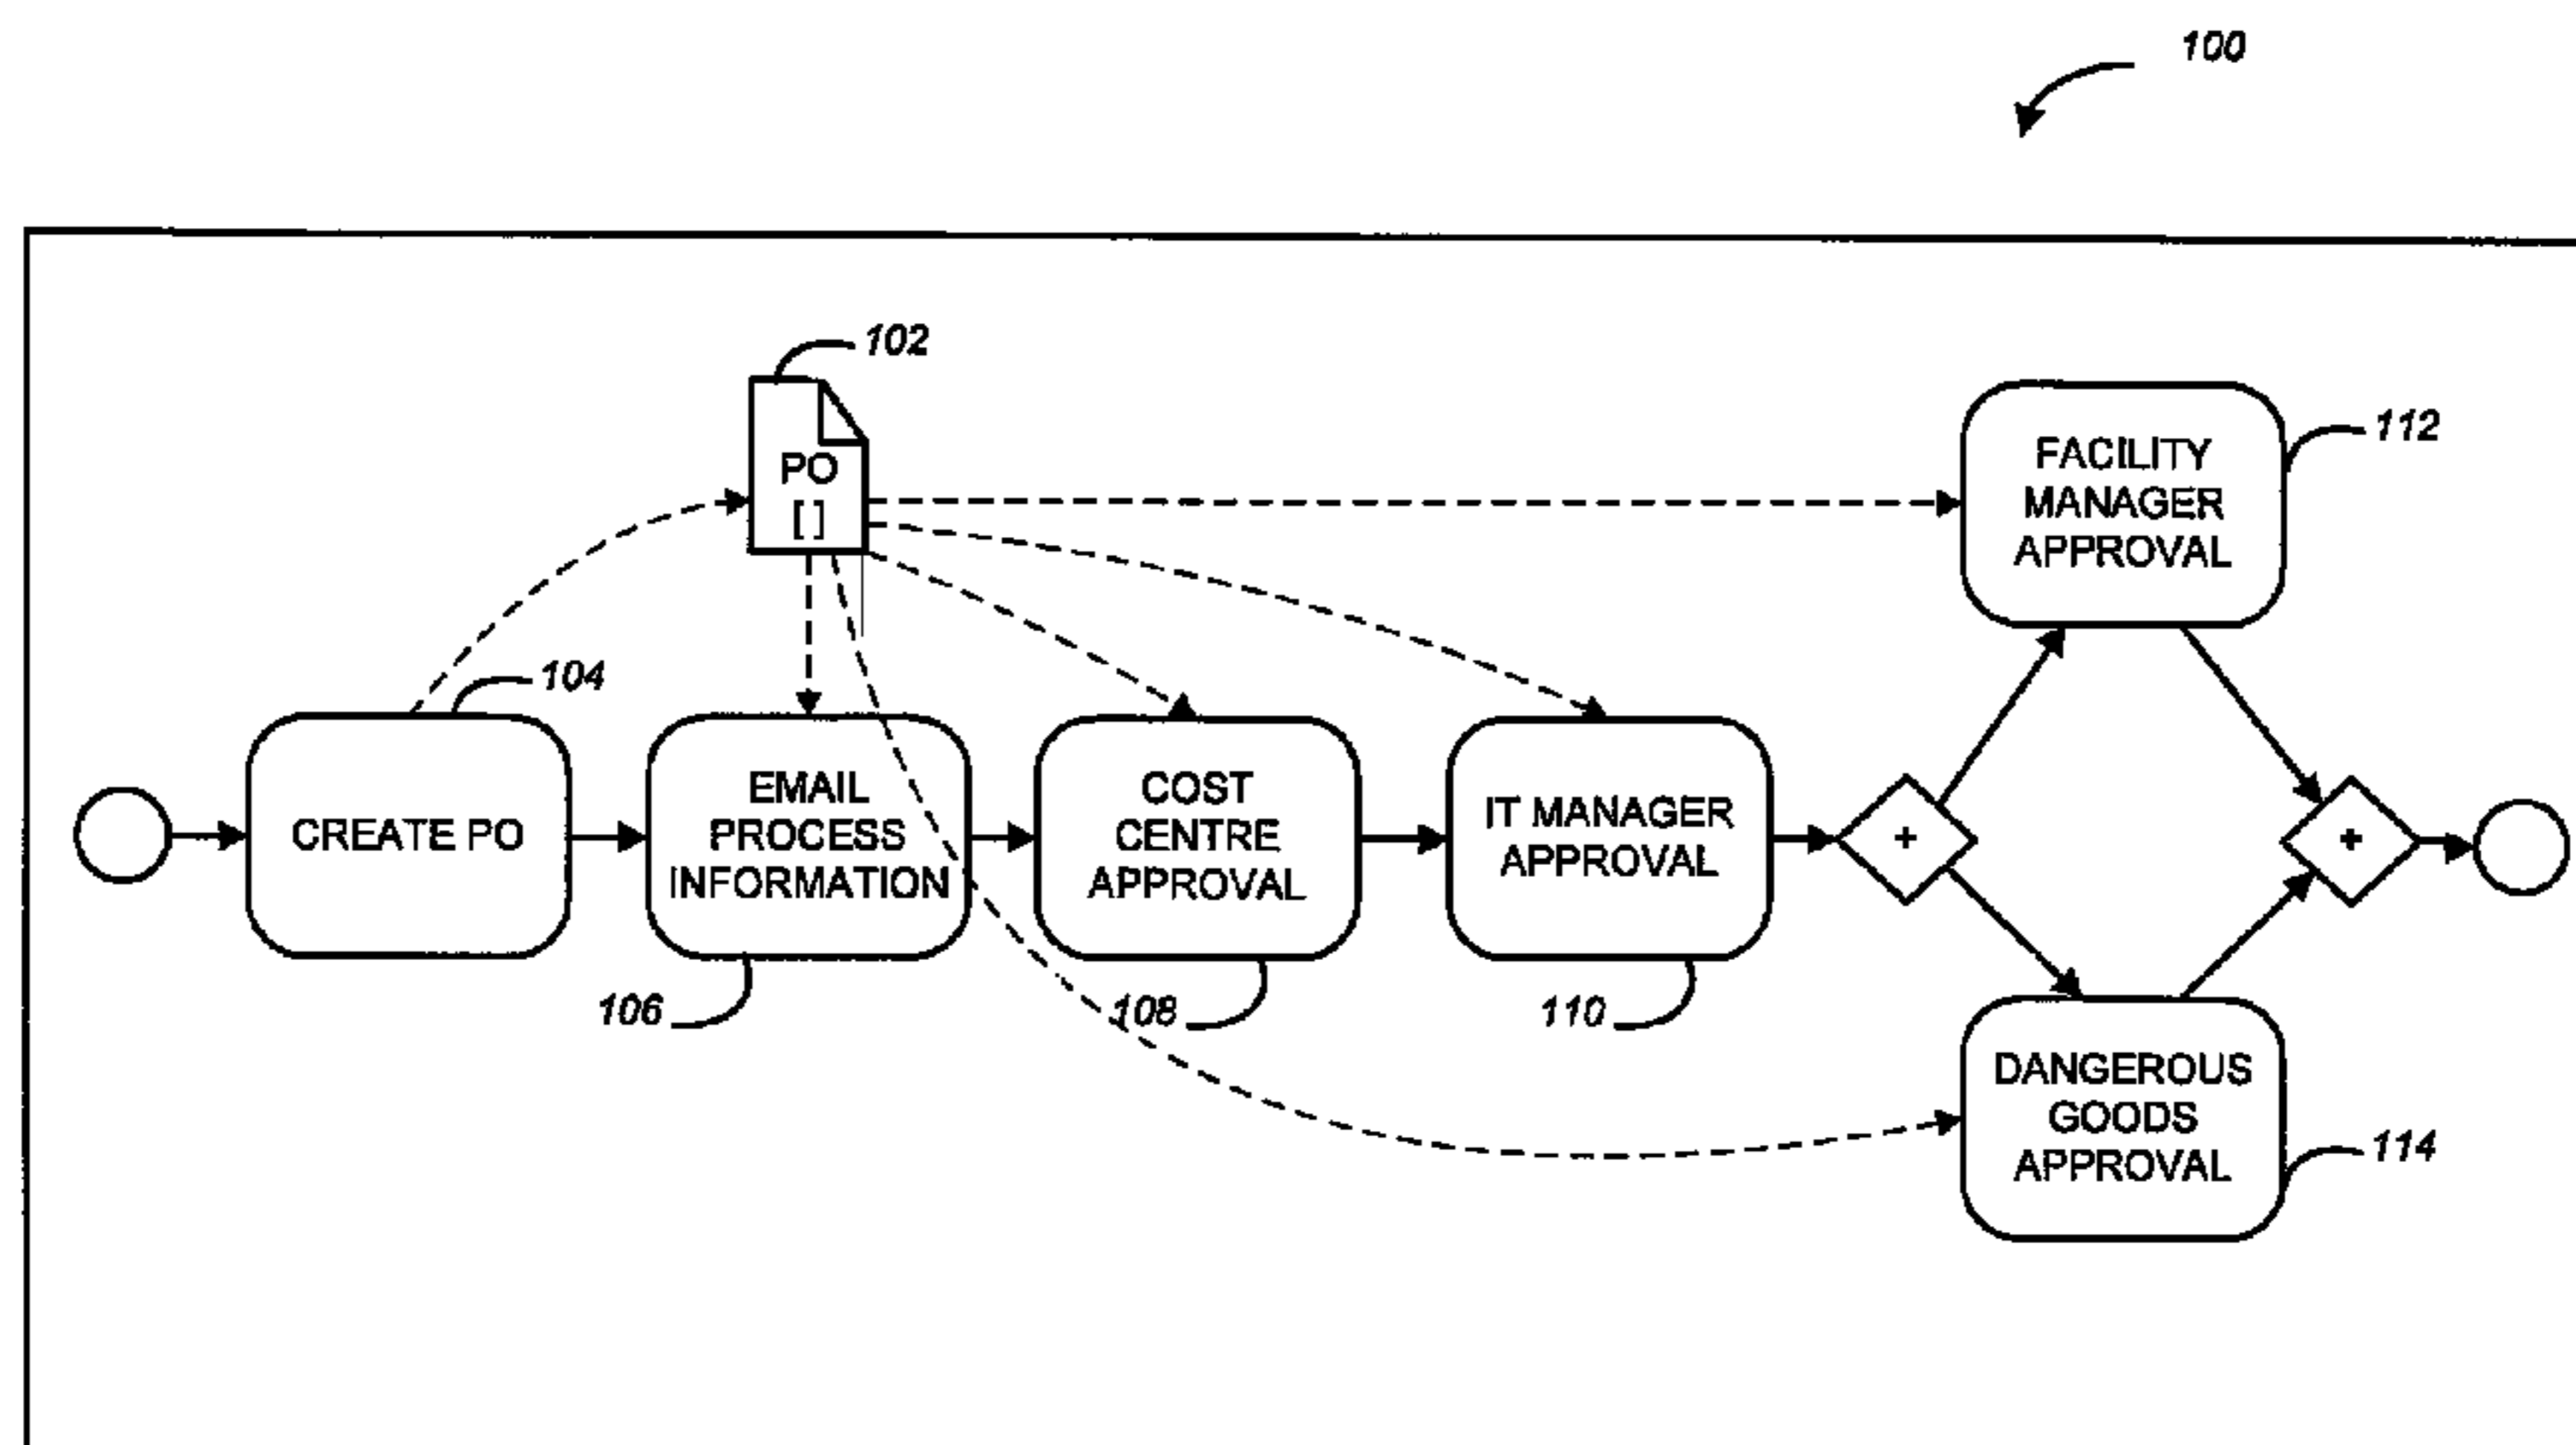 100
102
PO
[ ]
112
FACILITY
MANAGER
APPROVAL
104
CREATE PO
EMAIL
PROCESS
INFORMATION
COST
CENTRE
APPROVAL
IT MANAGER
APPROVAL
+
+
106
108
110
DANGEROUS
GOODS
APPROVAL
114